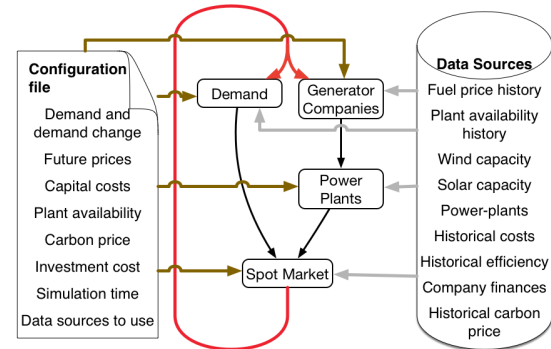 Configuration
file
Demand and
demand change
Future prices
Capital costs
Plant availability
Carbon price
Investment cost
Simulation time
Data sources to use
Demand
Generator
Companies
Power
Plants
Spot Market
Data Sources
Fuel price history
Plant availability
history
Wind capacity
Solar capacity
Power-plants
Historical costs
Historical efficiency
Company finances
Historical carbon
price